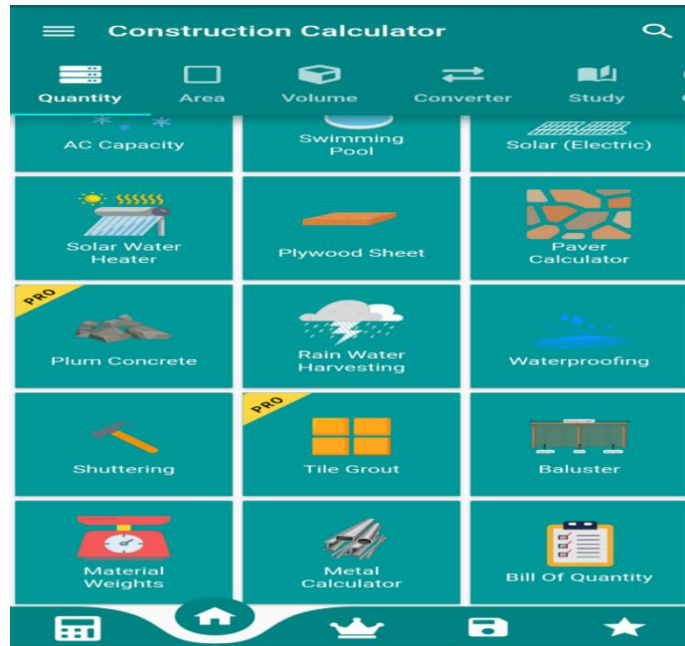 Construction Calculator
Quantity
Area
Volume
Converter
Study
AC Capacity
Swimming
Pool
Solar (Electric)
Solar Water
Heater
Plywood Sheet
Paver
Calculator
PRO
Plum Concrete
Rain Water
Harvesting
Waterproofing
Shuttering
PRO
Tile Grout
Baluster
Material
Weights
Metal
Calculator
Bill Of Quantity